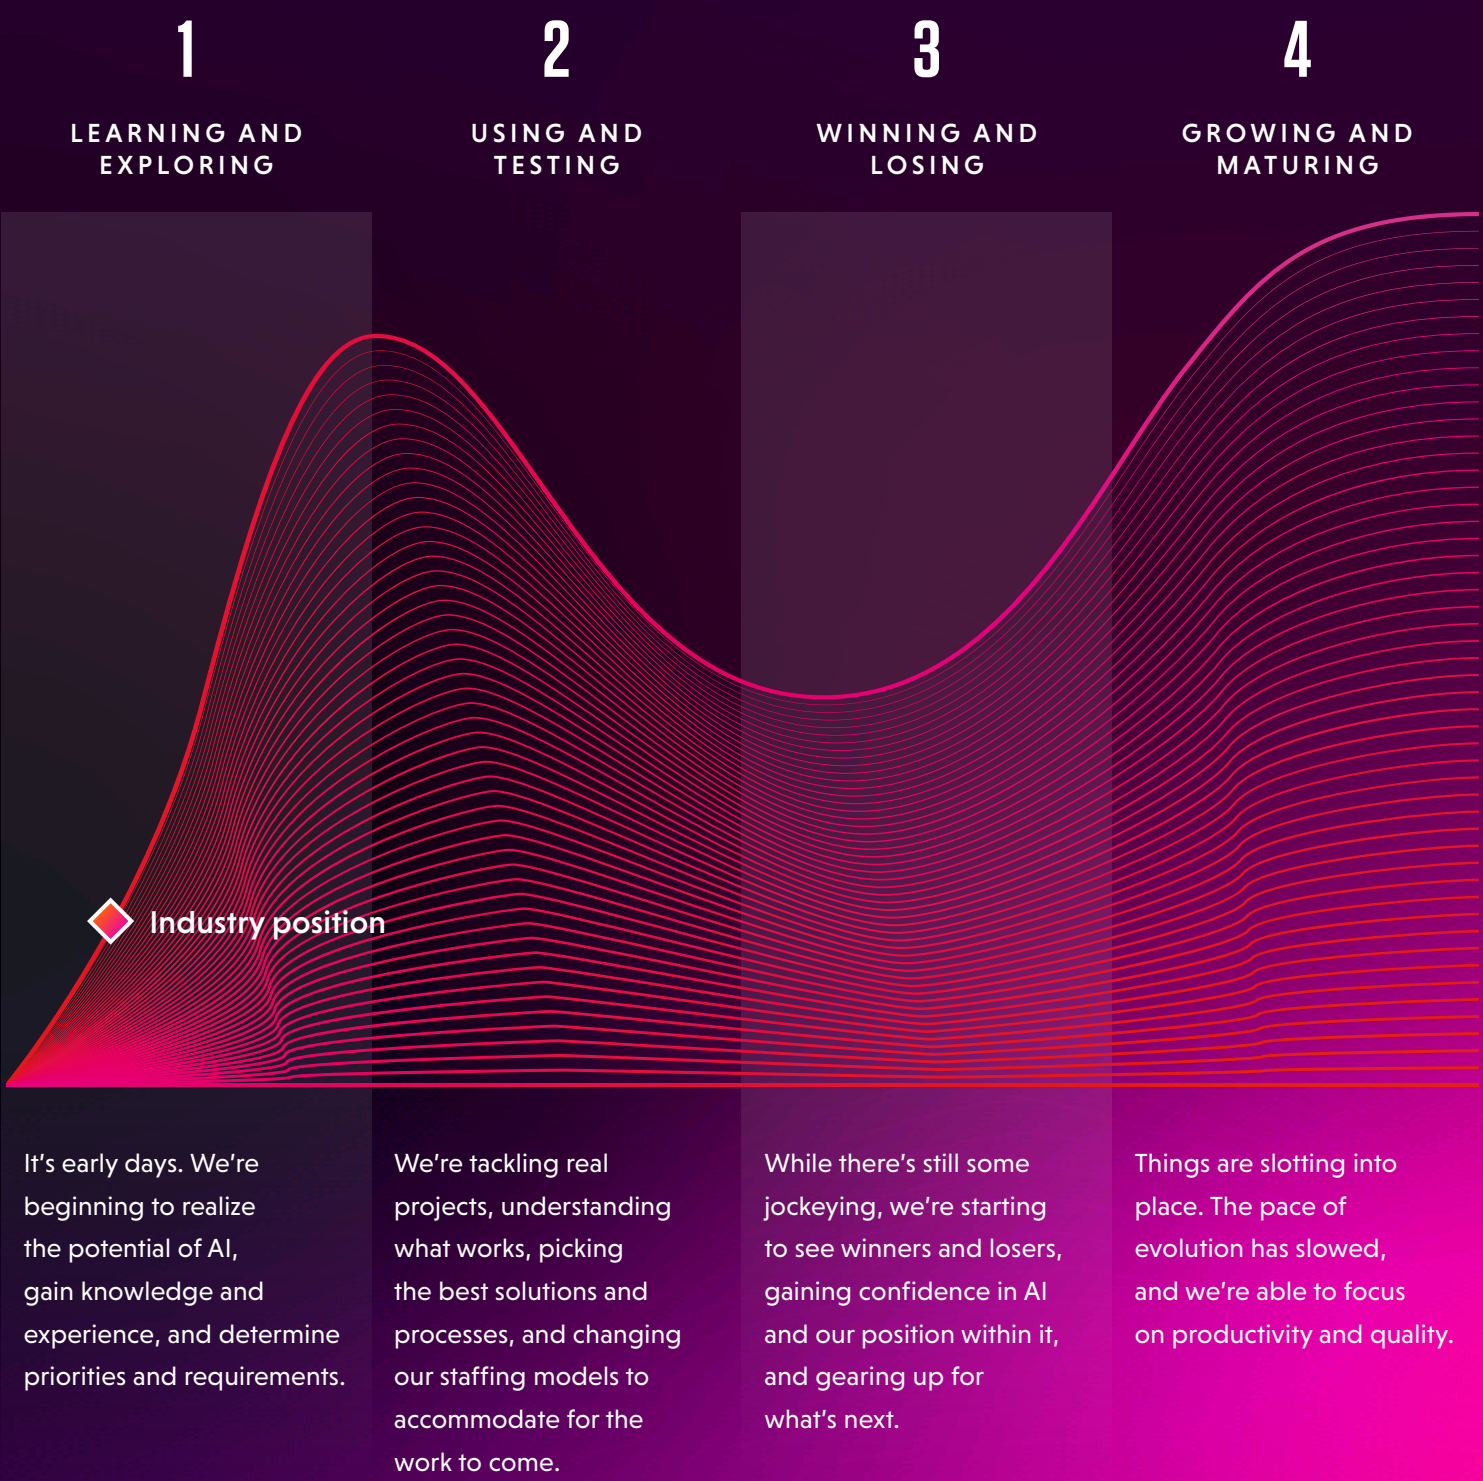 1
LEARNING AND
EXPLORING
2
USING AND
TESTING
3
WINNING AND
LOSING
4
GROWING AND
MATURING
Industry position
It’s early days. We’re
beginning to realize
the potential of AI,
gain knowledge and
experience, and determine
priorities and requirements.
We’re tackling real
projects, understanding
what works, picking
the best solutions and
processes, and changing
our staffing models to
accommodate for the
work to come.
While there’s still some
jockeying, we’re starting
to see winners and losers,
gaining confidence in AI
and our position within it,
and gearing up for
what’s next.
Things are slotting into
place. The pace of
evolution has slowed,
and we’re able to focus
on productivity and quality.